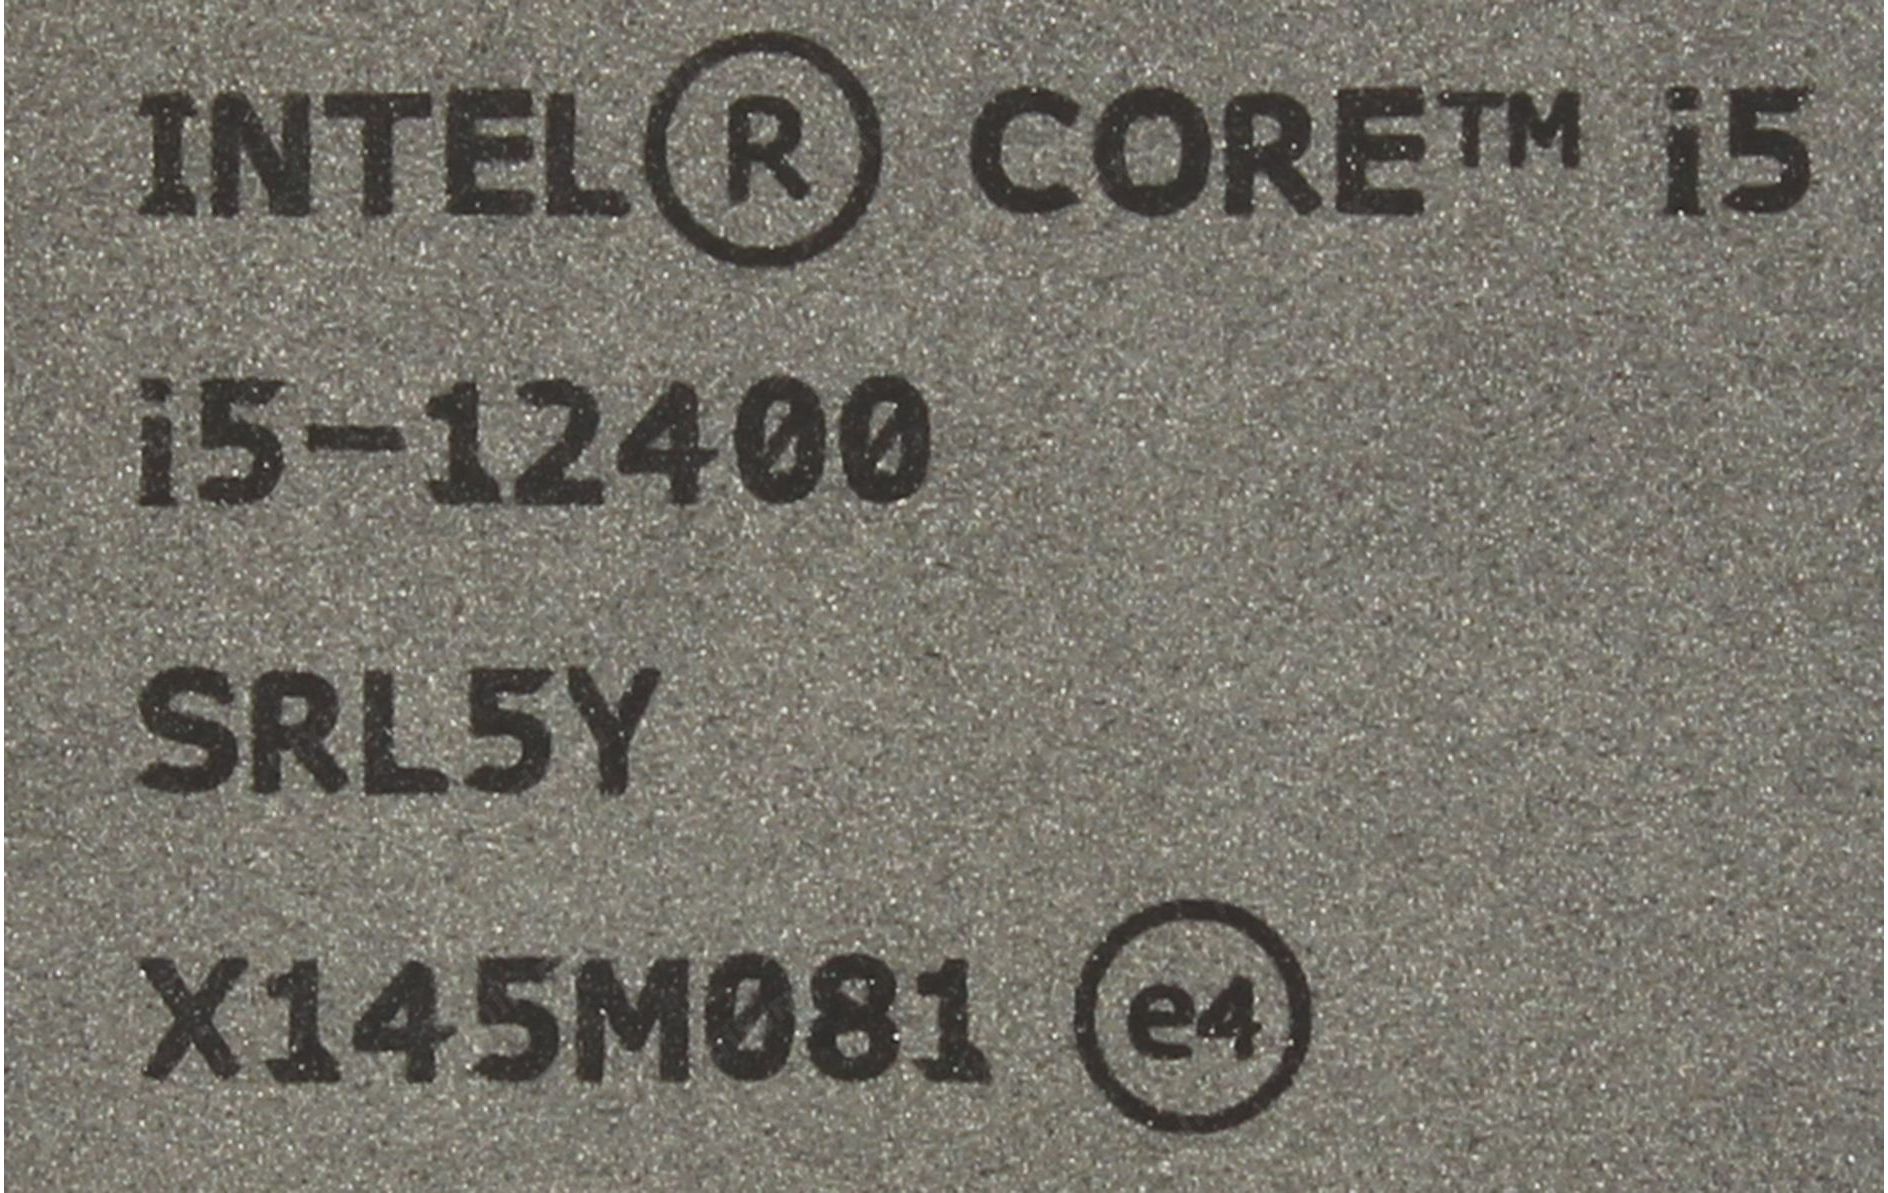 INTEL® CORE™ i5
i5-12400
SRL5Y
X145M081 e4